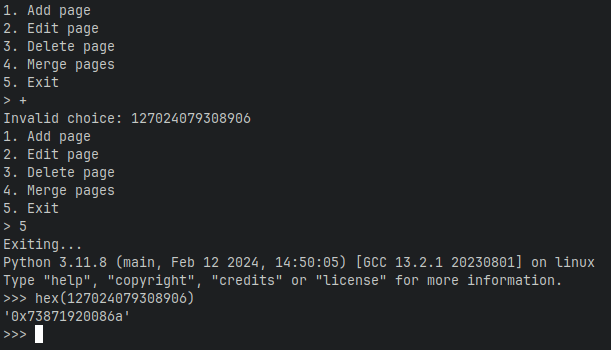 1. Add page
2. Edit page
3. Delete page
4. Merge pages
5. Exit
> +
Invalid choice: 127024079308906
1. Add page
2. Edit page
3. Delete page
4. Merge pages
5. Exit
> 5
Exiting...
Python 3.11.8 (main, Feb 12 2024, 14:50:05) [GCC 13.2.1 20230801] on linux
Type "help", "copyright", "credits" or "license" for more information.
>>> hex(127024079308906)
'0x73871920086a'
>>>